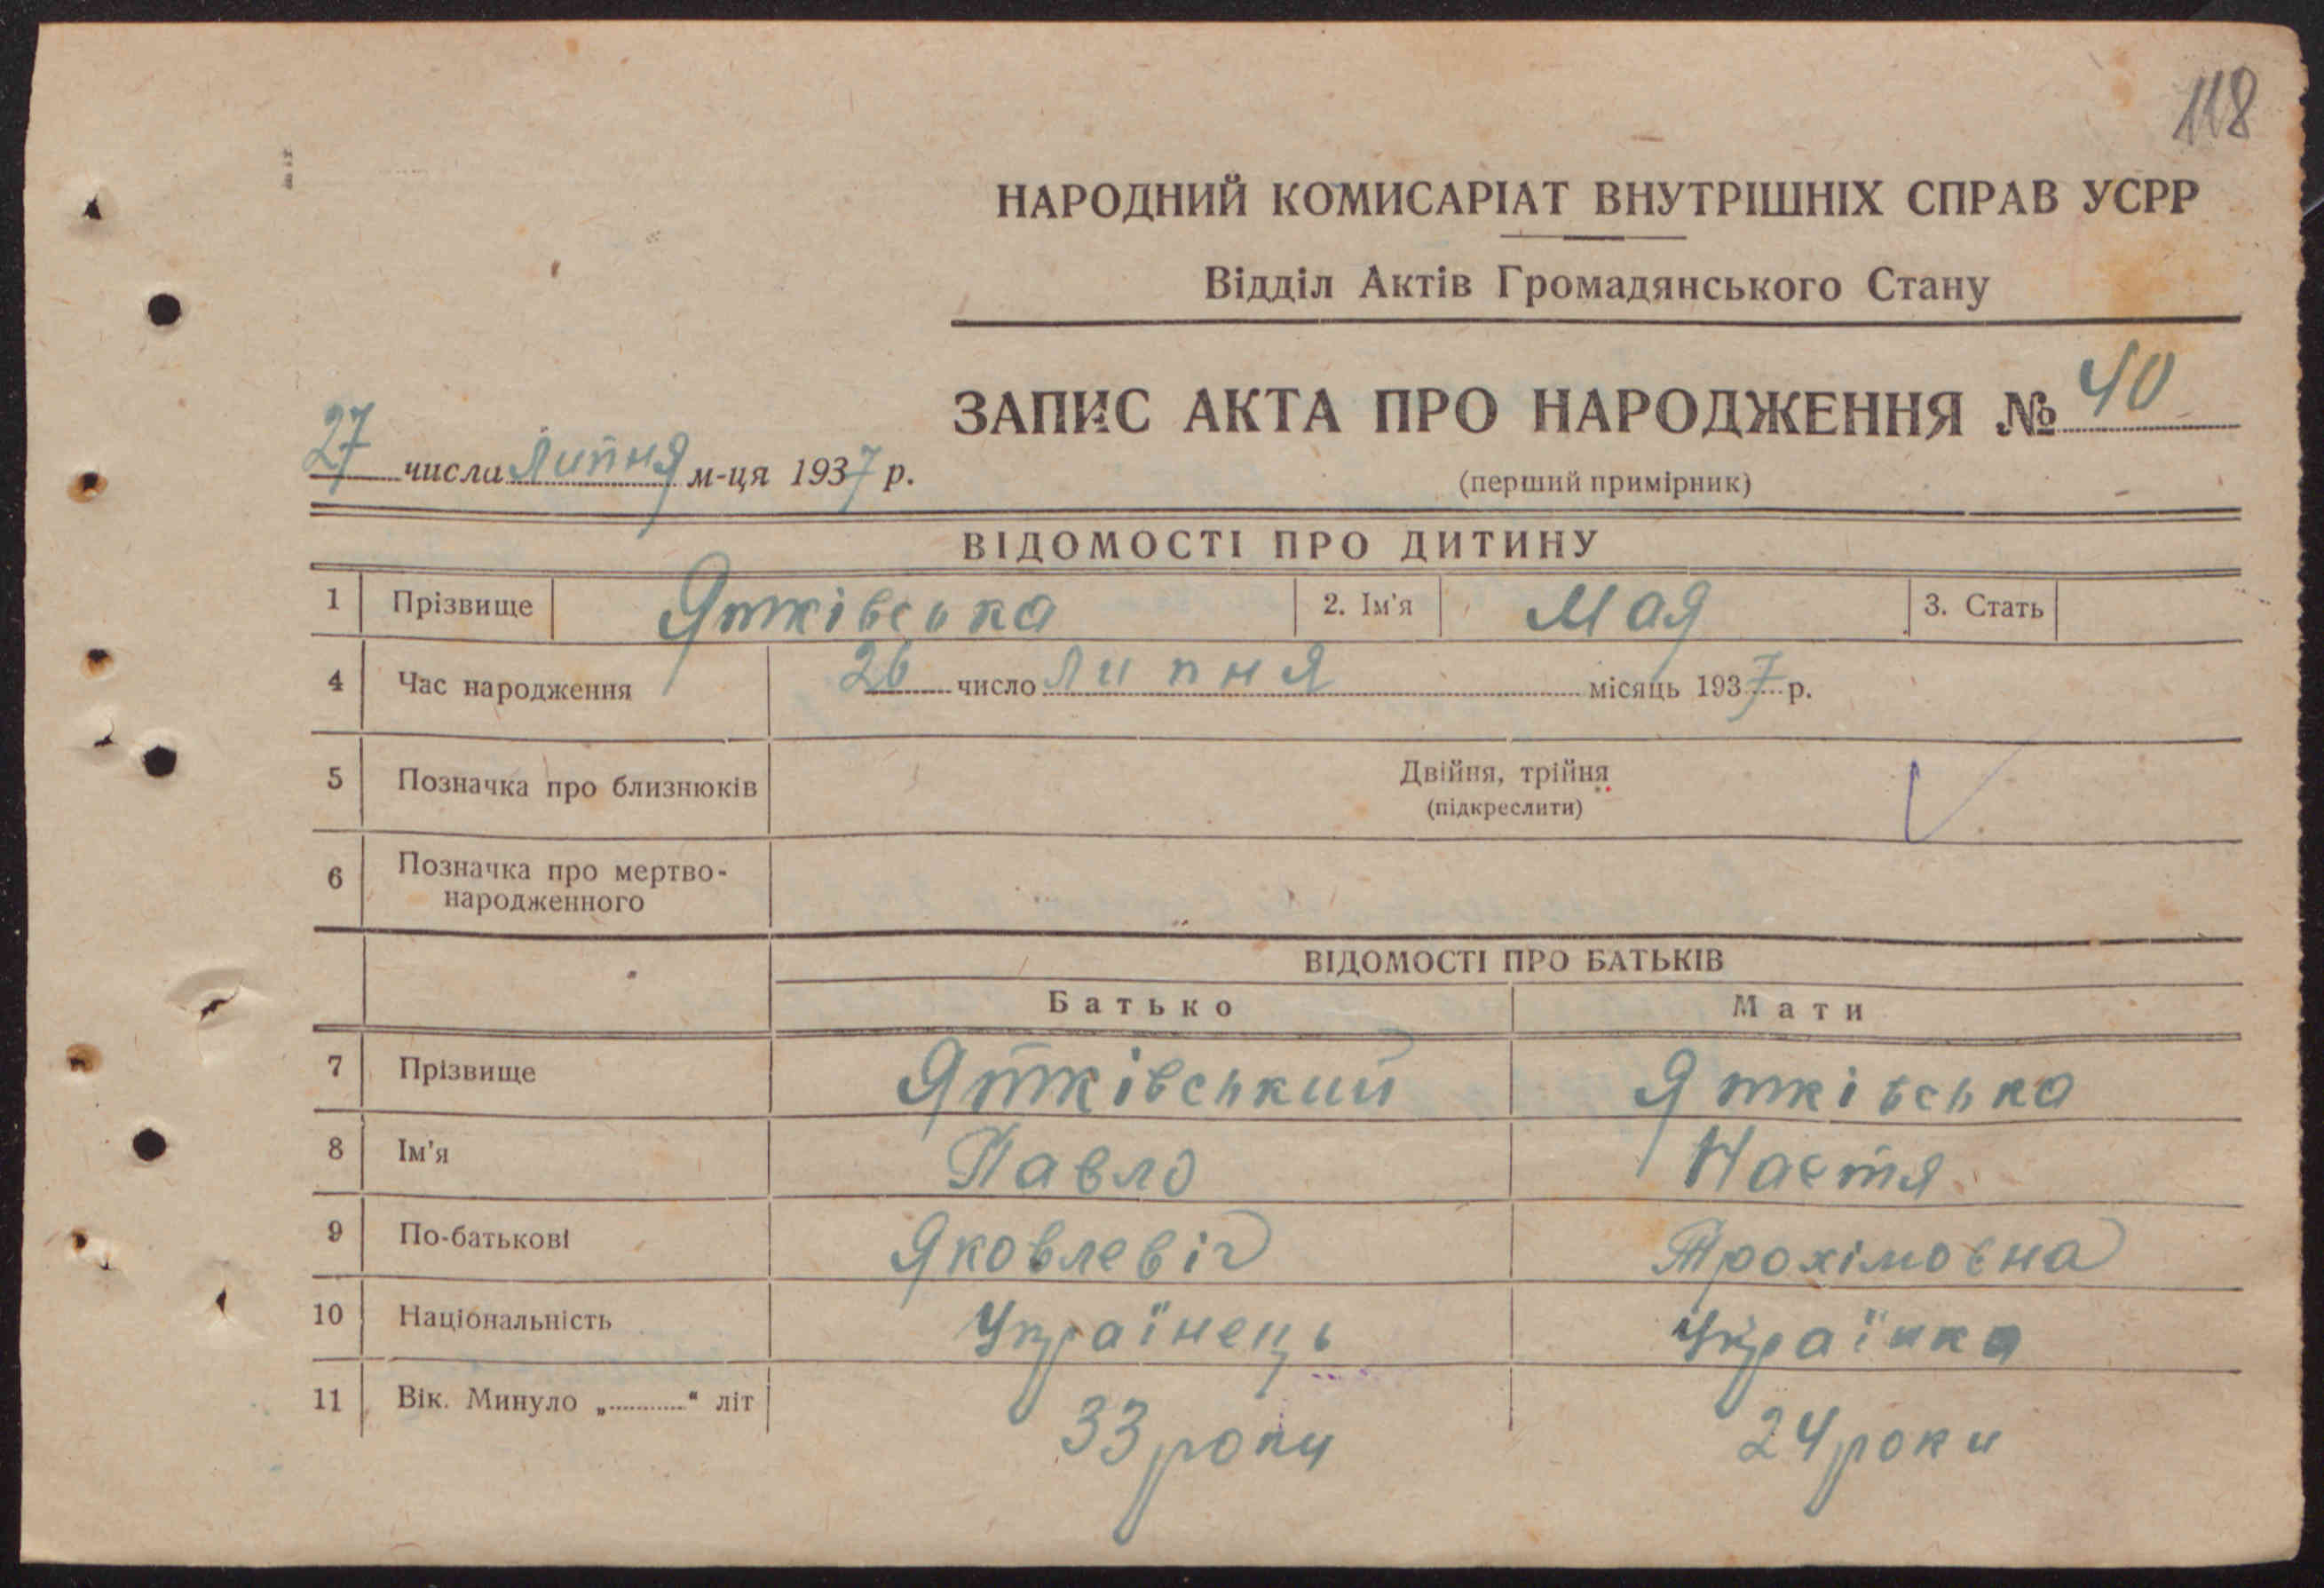 118
НАРОДНИЙ КОМИСАРІАТ ВНУТРІШНІХ СПРАВ УСРР
Відділ Актів Громадянського Стану
ЗАПИС АКТА ПРО НАРОДЖЕННЯ № 40
27 числа Липня м-ця 1937 р.
(перший примірник)
ВІДОМОСТІ ПРО ДИТИНУ
1 Прізвище Ятківська 2. Ім'я Мая 3. Стать
4 Час народження 26 число Липня місяць 1937 р.
5 Позначка про близнюків Двійня, трійня
(підкреслити)
6 Позначка про мертво-
народженного
ВІДОМОСТІ ПРО БАТЬКІВ
Батько Мати
7 Прізвище Ятківський Ятківська
8 Ім'я Павло Настя
9 По-батькові Яковлевіч Трохімовна
10 Національність Українець Українка
11 Вік. Минуло „..........“ літ 33 роки 24 роки